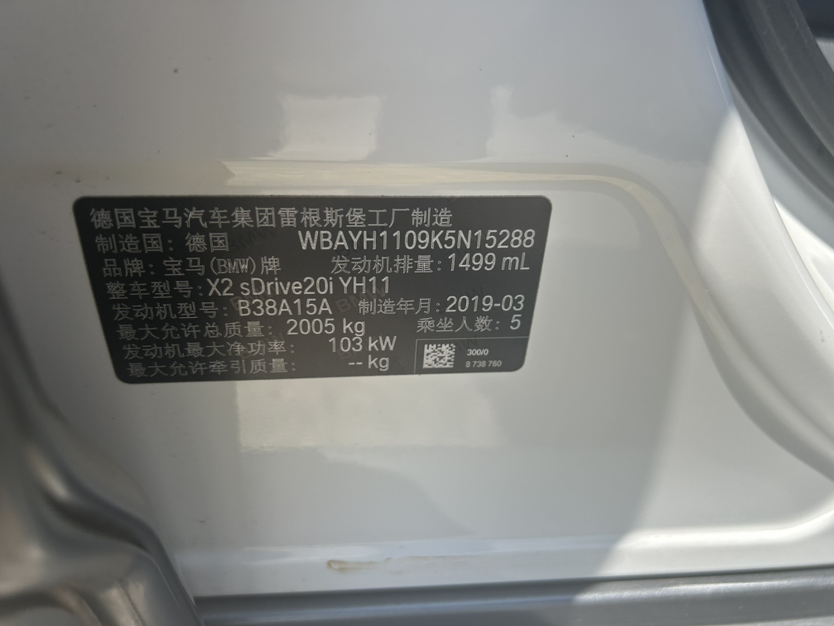 德国宝马汽车集团雷根斯堡工厂制造
制造国：德国 WBAYH1109K5N15288
品牌：宝马(BMW)牌 发动机排量：1499 mL
整车型号：X2 sDrive20i YH11
发动机型号：B38A15A 制造年月：2019-03
最大允许总质量：2005 kg 乘坐人数：5
发动机最大净功率：103 kW
最大允许牵引质量：-- kg
300/0
8 738 760